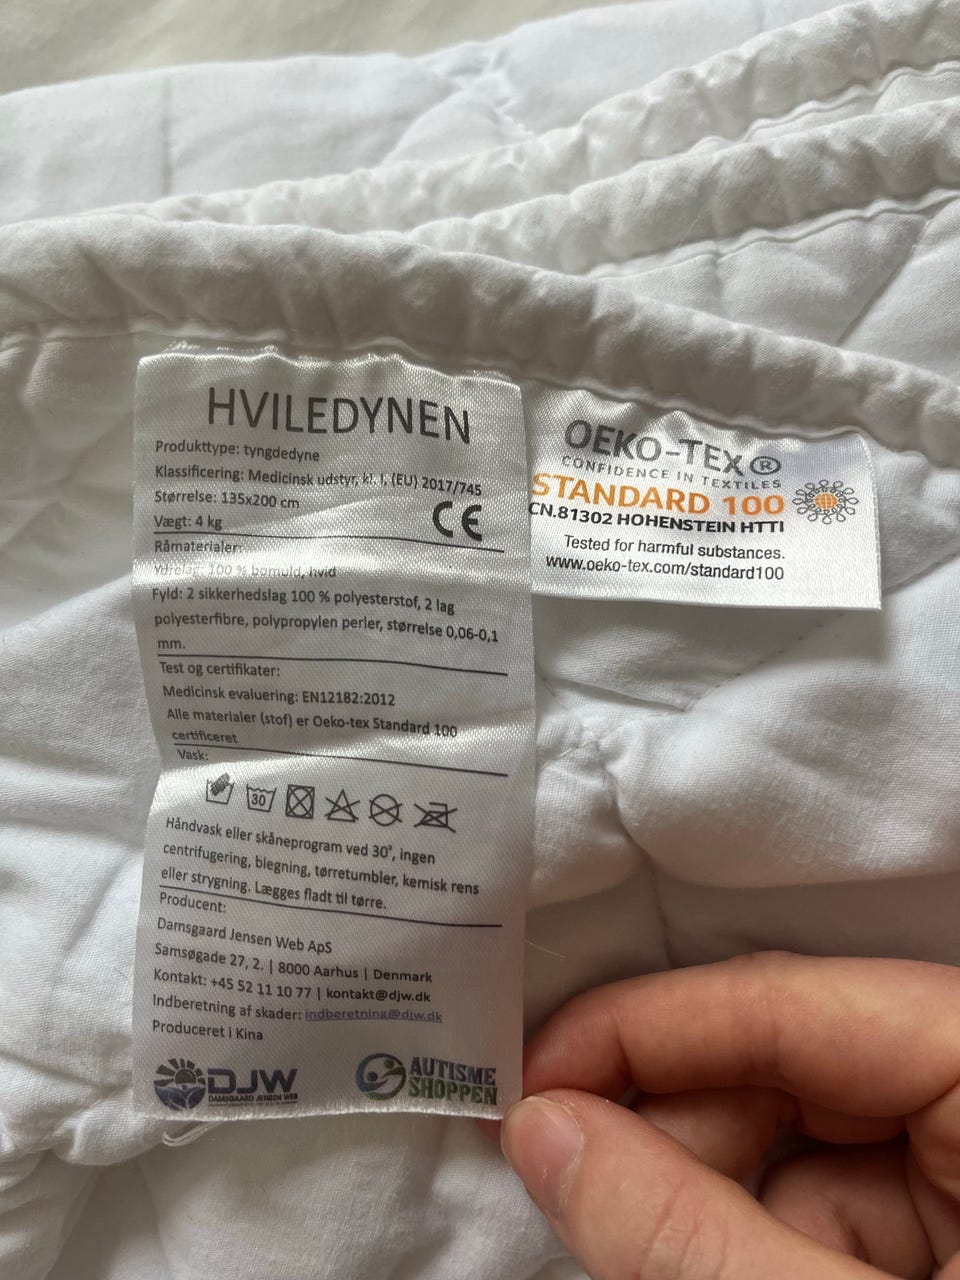 HVILEDYNEN
Produkttype: tyngdedyne
Klassificering: Medicinsk udstyr, kl. I, (EU) 2017/745
Størrelse: 135x200 cm
Vægt: 4 kg
CE
Råmaterialer:
Yderlag: 100 % bomuld, hvid
Fyld: 2 sikkerhedslag 100 % polyesterstof, 2 lag
polyesterfibre, polypropylen perler, størrelse 0,06-0,1
mm.
Test og certifikater:
Medicinsk evaluering: EN12182:2012
Alle materialer (stof) er Oeko-tex Standard 100
certificeret
Vask:
30
Håndvask eller skåneprogram ved 30°, ingen
centrifugering, blegning, tørretumbler, kemisk rens
eller strygning. Lægges fladt til tørre.
Producent:
Damsgaard Jensen Web ApS
Samsøgade 27, 2. | 8000 Aarhus | Denmark
Kontakt: +45 52 11 10 77 | kontakt@djw.dk
Indberetning af skader: indberetning@djw.dk
Produceret i Kina
DJW
DAMSGAARD JENSEN WEB
AUTISME
SHOPPEN
OEKO-TEX®
CONFIDENCE IN TEXTILES
STANDARD 100
CN.81302 HOHENSTEIN HTTI
Tested for harmful substances.
www.oeko-tex.com/standard100